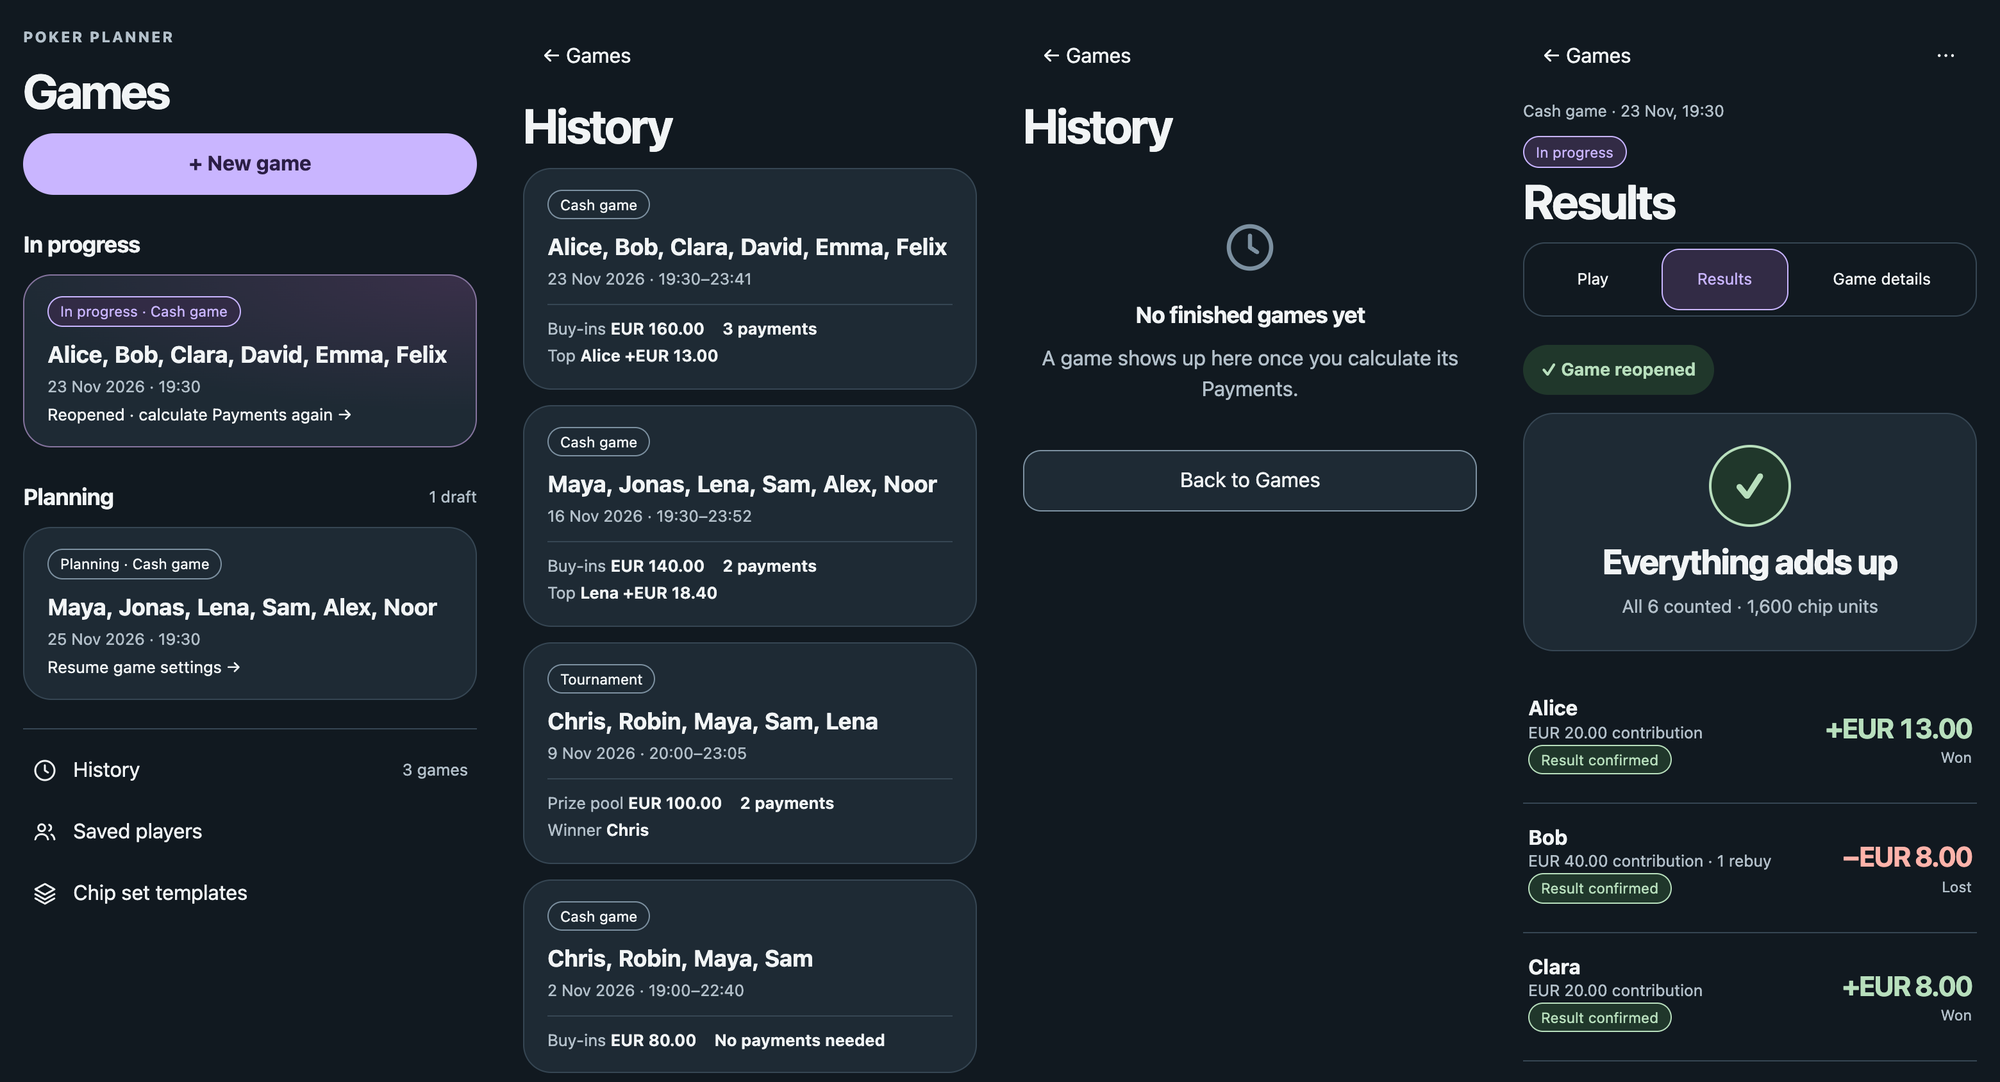 POKER PLANNER
Games
+ New game
In progress
In progress · Cash game
Alice, Bob, Clara, David, Emma, Felix
23 Nov 2026 · 19:30
Reopened · calculate Payments again →
Planning
1 draft
Planning · Cash game
Maya, Jonas, Lena, Sam, Alex, Noor
25 Nov 2026 · 19:30
Resume game settings →
History
3 games
Saved players
Chip set templates
← Games
History
Cash game
Alice, Bob, Clara, David, Emma, Felix
23 Nov 2026 · 19:30–23:41
Buy-ins EUR 160.00 3 payments
Top Alice +EUR 13.00
Cash game
Maya, Jonas, Lena, Sam, Alex, Noor
16 Nov 2026 · 19:30–23:52
Buy-ins EUR 140.00 2 payments
Top Lena +EUR 18.40
Tournament
Chris, Robin, Maya, Sam, Lena
9 Nov 2026 · 20:00–23:05
Prize pool EUR 100.00 2 payments
Winner Chris
Cash game
Chris, Robin, Maya, Sam
2 Nov 2026 · 19:00–22:40
Buy-ins EUR 80.00 No payments needed
← Games
History
No finished games yet
A game shows up here once you calculate its
Payments.
Back to Games
← Games
···
Cash game · 23 Nov, 19:30
In progress
Results
Play
Results
Game details
✓ Game reopened
Everything adds up
All 6 counted · 1,600 chip units
Alice
EUR 20.00 contribution
Result confirmed
+EUR 13.00
Won
Bob
EUR 40.00 contribution · 1 rebuy
Result confirmed
−EUR 8.00
Lost
Clara
EUR 20.00 contribution
Result confirmed
+EUR 8.00
Won